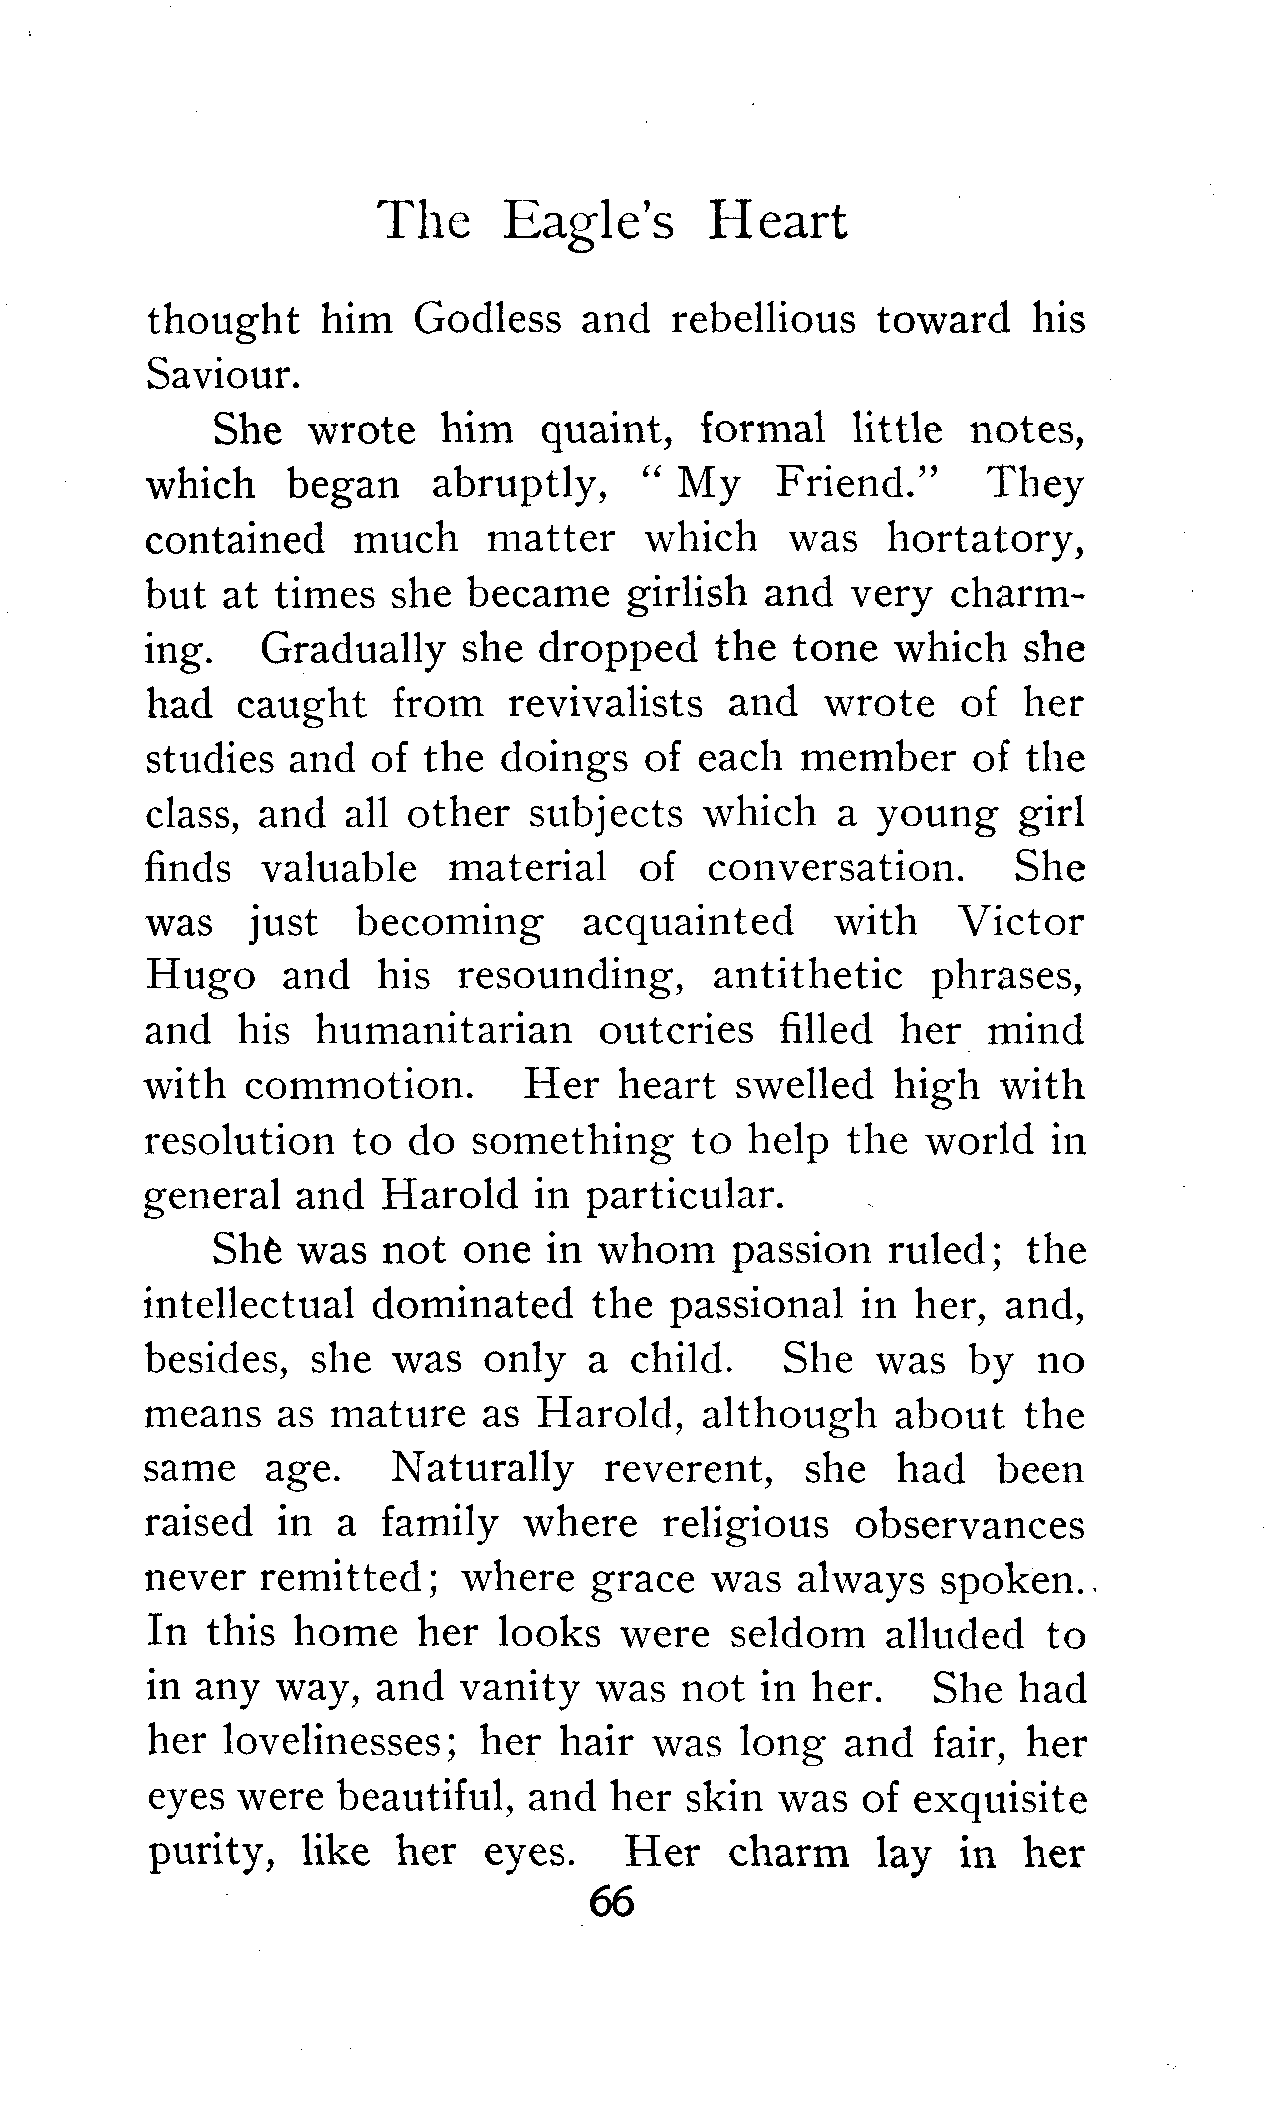 The Eagle's Heart
thought him Godless and rebellious toward his
Saviour.
She wrote him quaint, formal little notes,
which began abruptly, " My Friend." They
contained much matter which was hortatory,
but at times she became girlish and very charm-
ing. Gradually she dropped the tone which she
had caught from revivalists and wrote of her
studies and of the doings of each member of the
class, and all other subjects which a young girl
finds valuable material of conversation. She
was just becoming acquainted with Victor
Hugo and his resounding, antithetic phrases,
and his humanitarian outcries filled her mind
with commotion. Her heart swelled high with
resolution to do something to help the world in
general and Harold in particular.
She was not one in whom passion ruled; the
intellectual dominated the passional in her, and,
besides, she was only a child. She was by no
means as mature as Harold, although about the
same age. Naturally reverent, she had been
raised in a family where religious observances
never remitted; where grace was always spoken.
In this home her looks were seldom alluded to
in any way, and vanity was not in her. She had
her lovelinesses; her hair was long and fair, her
eyes were beautiful, and her skin was of exquisite
purity, like her eyes. Her charm lay in her
66